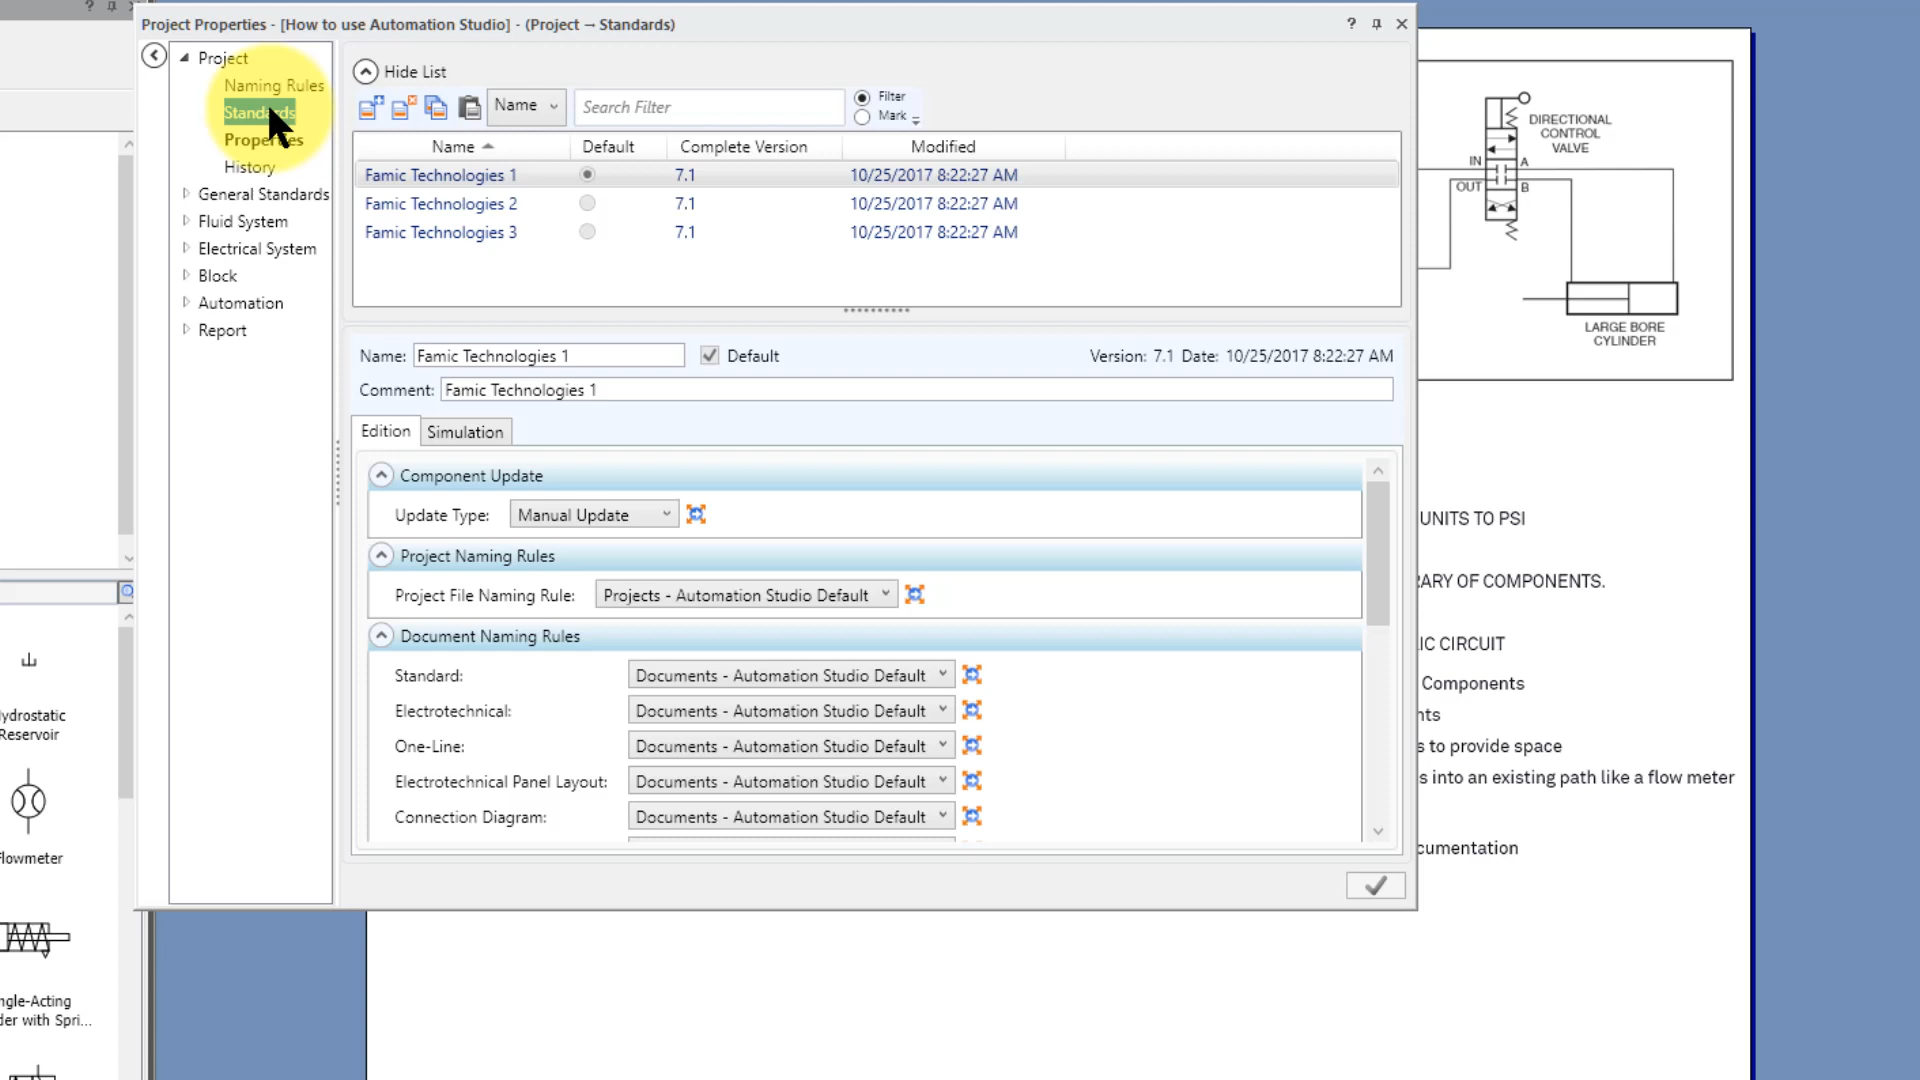 Project Properties - [How to use Automation Studio] - (Project → Standards)
Project
Naming Rules
Standards
Properties
History
General Standards
Fluid System
Electrical System
Block
Automation
Report
Hide List
Name
Search Filter
Filter
Mark
Name Default Complete Version Modified
Famic Technologies 1 7.1 10/25/2017 8:22:27 AM
Famic Technologies 2 7.1 10/25/2017 8:22:27 AM
Famic Technologies 3 7.1 10/25/2017 8:22:27 AM
Name: Famic Technologies 1 Default Version: 7.1 Date: 10/25/2017 8:22:27 AM
Comment: Famic Technologies 1
Edition Simulation
Component Update
Update Type: Manual Update
Project Naming Rules
Project File Naming Rule: Projects - Automation Studio Default
Document Naming Rules
Standard: Documents - Automation Studio Default
Electrotechnical: Documents - Automation Studio Default
One-Line: Documents - Automation Studio Default
Electrotechnical Panel Layout: Documents - Automation Studio Default
Connection Diagram: Documents - Automation Studio Default
DIRECTIONAL
CONTROL
VALVE
IN A
OUT B
LARGE BORE
CYLINDER
UNITS TO PSI
RARY OF COMPONENTS.
IC CIRCUIT
Components
nts
s to provide space
s into an existing path like a flow meter
cumentation
ydrostatic
Reservoir
lowmeter
ngle-Acting
der with Spri...